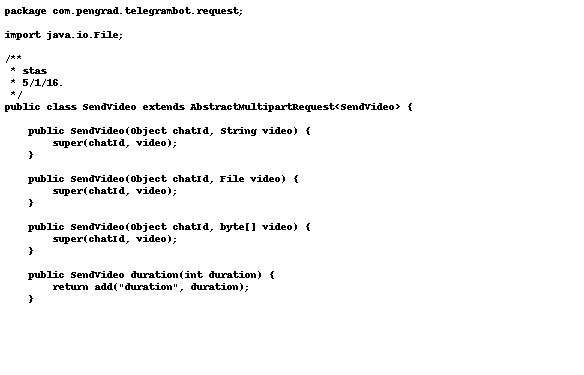 package com.pengrad.telegrambot.request;

import java.io.File;

/**
 * stas
 * 5/1/16.
 */
public class SendVideo extends AbstractMultipartRequest<SendVideo> {

    public SendVideo(Object chatId, String video) {
        super(chatId, video);
    }

    public SendVideo(Object chatId, File video) {
        super(chatId, video);
    }

    public SendVideo(Object chatId, byte[] video) {
        super(chatId, video);
    }

    public SendVideo duration(int duration) {
        return add("duration", duration);
    }